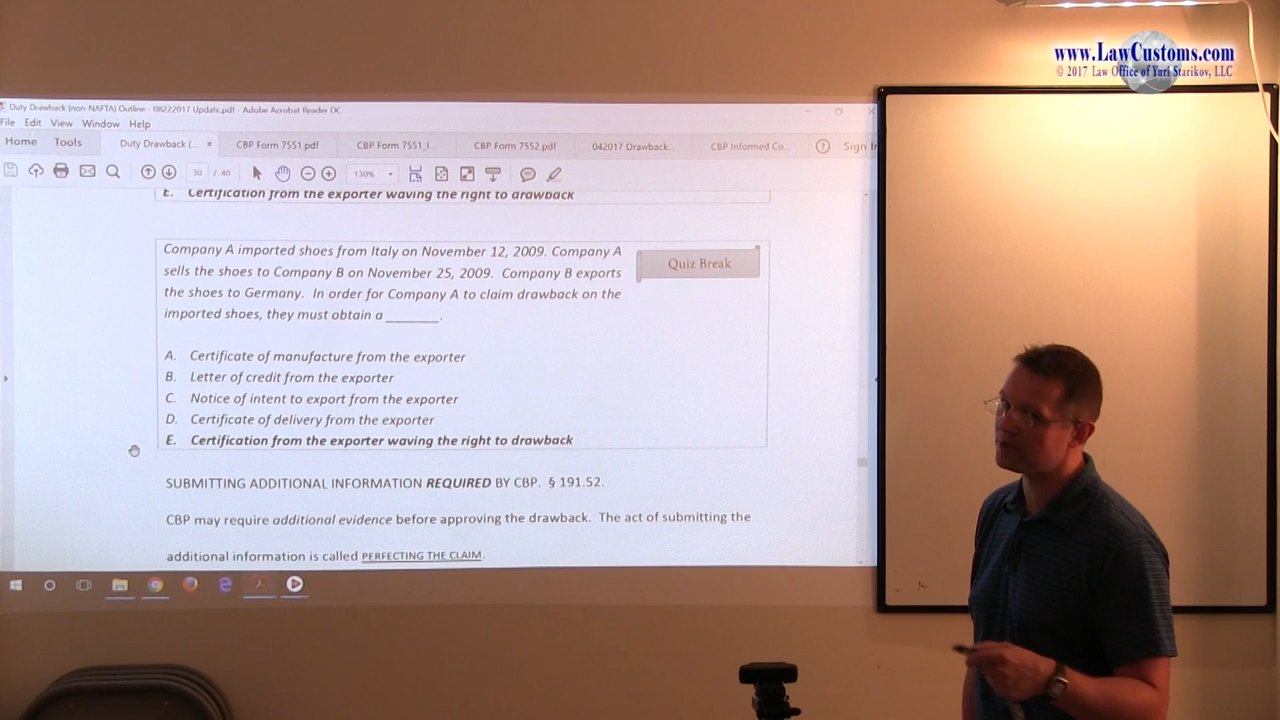 www.LawCustoms.com
© 2017 Law Office of Yuri Starikov, LLC
Duty Drawback (non-NAFTA) Outline - 08222017 Update.pdf - Adobe Acrobat Reader DC
File Edit View Window Help
Home Tools Duty Drawback (... × CBP Form 7551.pdf CBP Form 7551_I... CBP Form 7552.pdf 042017 Drawback... CBP Informed Co... ? Sign In
30 / 40 130%
E. Certification from the exporter waving the right to drawback
Company A imported shoes from Italy on November 12, 2009. Company A
sells the shoes to Company B on November 25, 2009. Company B exports
the shoes to Germany. In order for Company A to claim drawback on the
imported shoes, they must obtain a ________.
Quiz Break
A. Certificate of manufacture from the exporter
B. Letter of credit from the exporter
C. Notice of intent to export from the exporter
D. Certificate of delivery from the exporter
E. Certification from the exporter waving the right to drawback
SUBMITTING ADDITIONAL INFORMATION REQUIRED BY CBP. § 191.52.
CBP may require additional evidence before approving the drawback. The act of submitting the
additional information is called PERFECTING THE CLAIM.